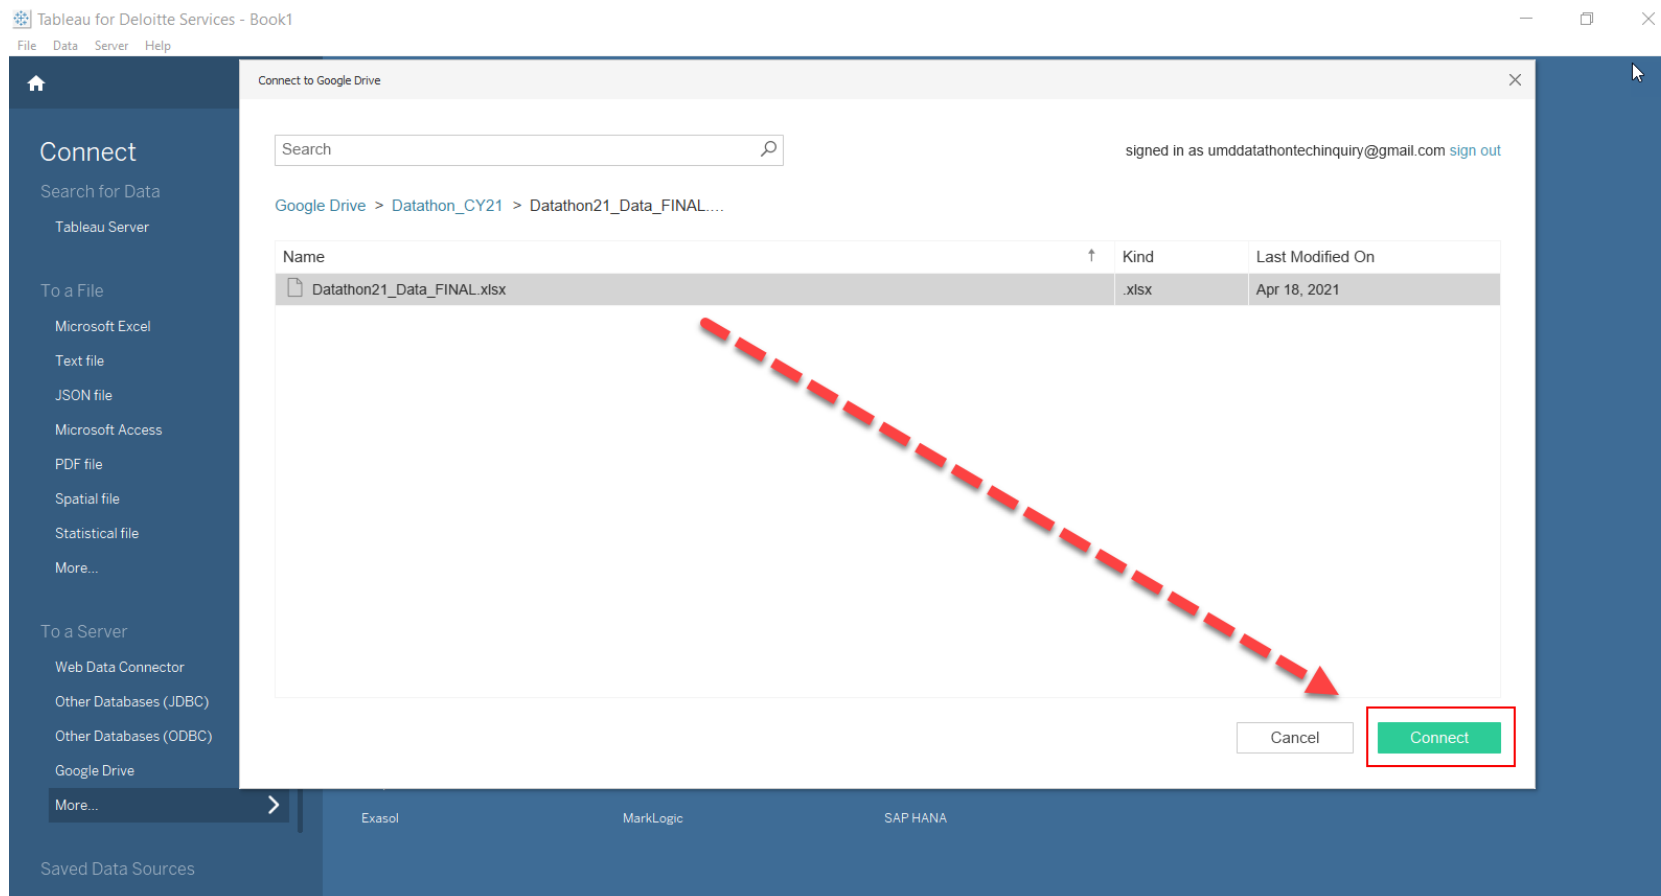 Tableau for Deloitte Services - Book1
File Data Server Help
Connect to Google Drive
Connect
Search for Data
Tableau Server
To a File
Microsoft Excel
Text file
JSON file
Microsoft Access
PDF file
Spatial file
Statistical file
More...
To a Server
Web Data Connector
Other Databases (JDBC)
Other Databases (ODBC)
Google Drive
More...
Saved Data Sources
Search
signed in as umddatathontechinquiry@gmail.com sign out
Google Drive > Datathon_CY21 > Datathon21_Data_FINAL....
Name Kind Last Modified On
Datathon21_Data_FINAL.xlsx .xlsx Apr 18, 2021
Cancel Connect
Exasol MarkLogic SAP HANA